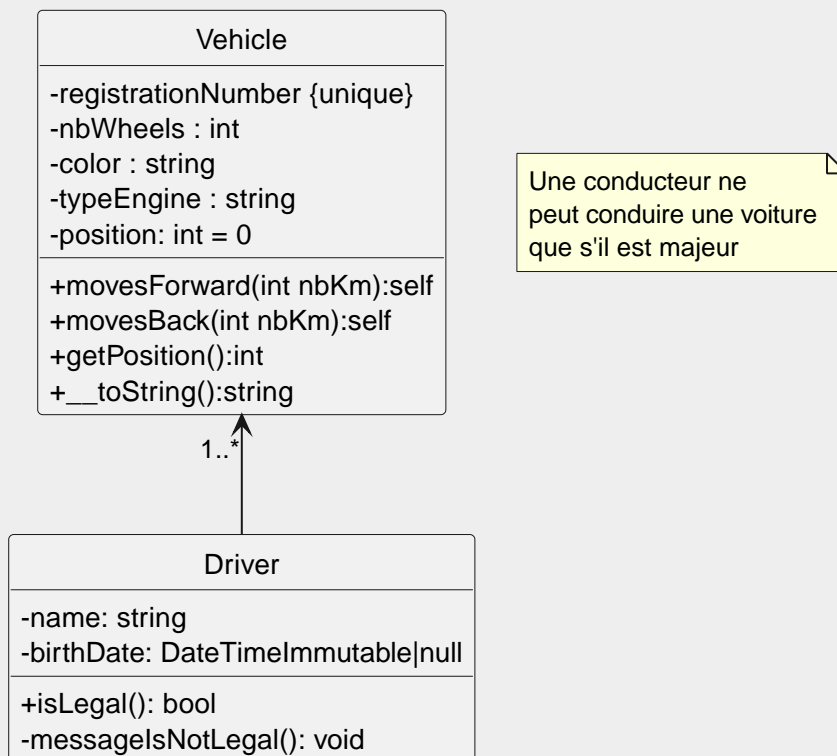 Vehicle
-registrationNumber {unique}
-nbWheels : int
-color : string
-typeEngine : string
-position: int = 0
+movesForward(int nbKm):self
+movesBack(int nbKm):self
+getPosition():int
+__toString():string
Une conducteur ne
peut conduire une voiture
que s'il est majeur
1..*
Driver
-name: string
-birthDate: DateTimeImmutable|null
+isLegal(): bool
-messageIsNotLegal(): void